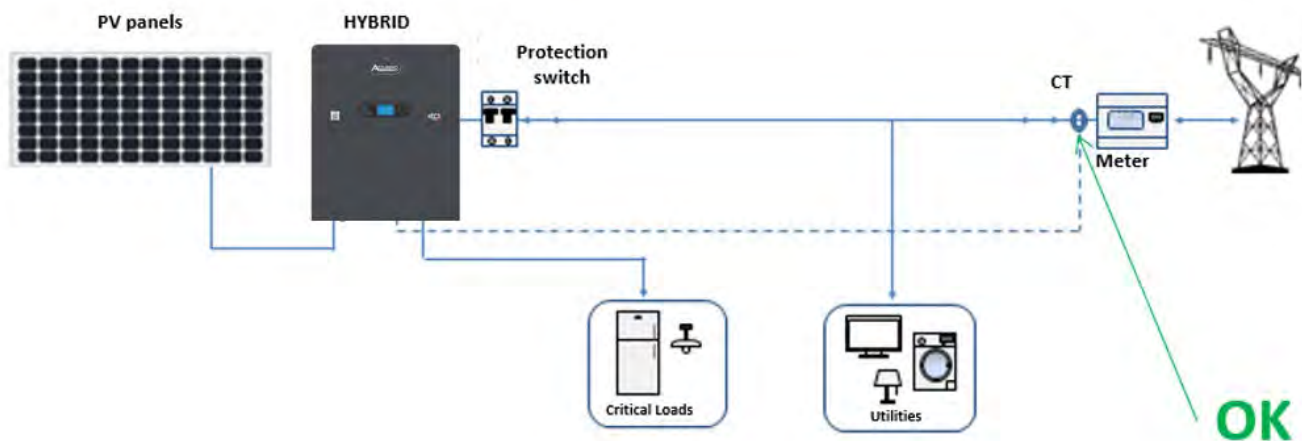 PV panels
HYBRID
Protection
switch
CT
Meter
Critical Loads
Utilities
OK